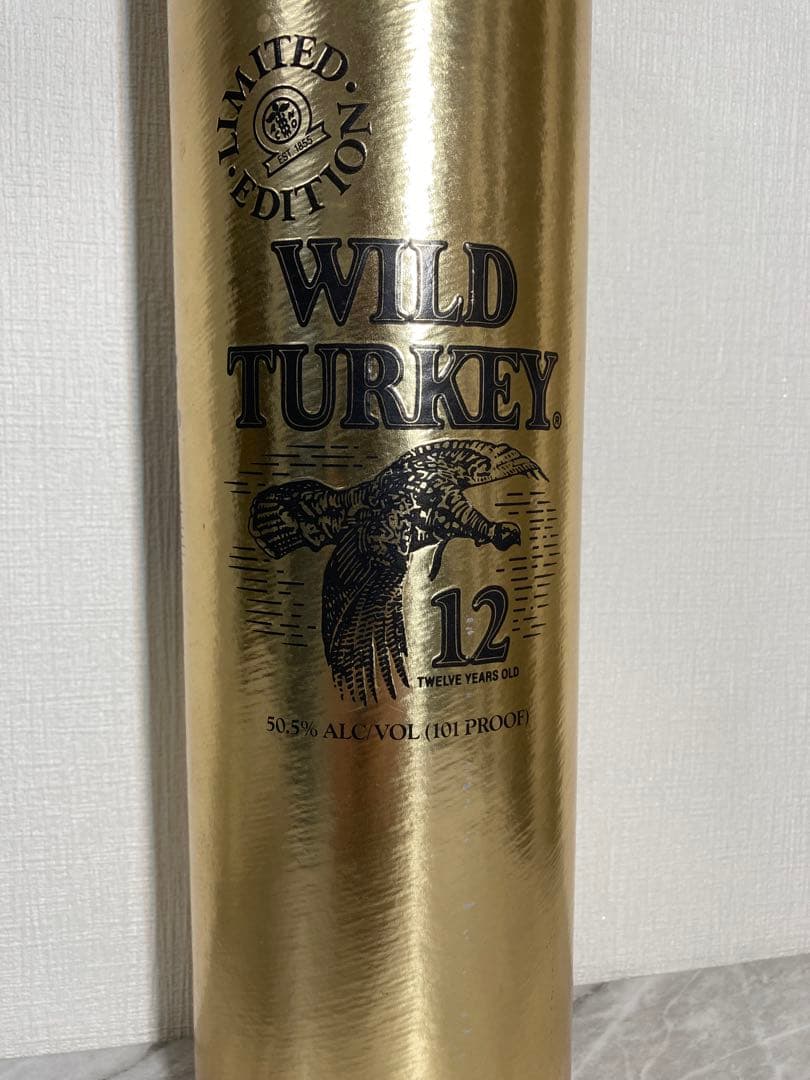 LIMITED
EDITION
EST. 1855
WILD
TURKEY®
12
TWELVE YEARS OLD
50.5% ALC/VOL (101 PROOF)